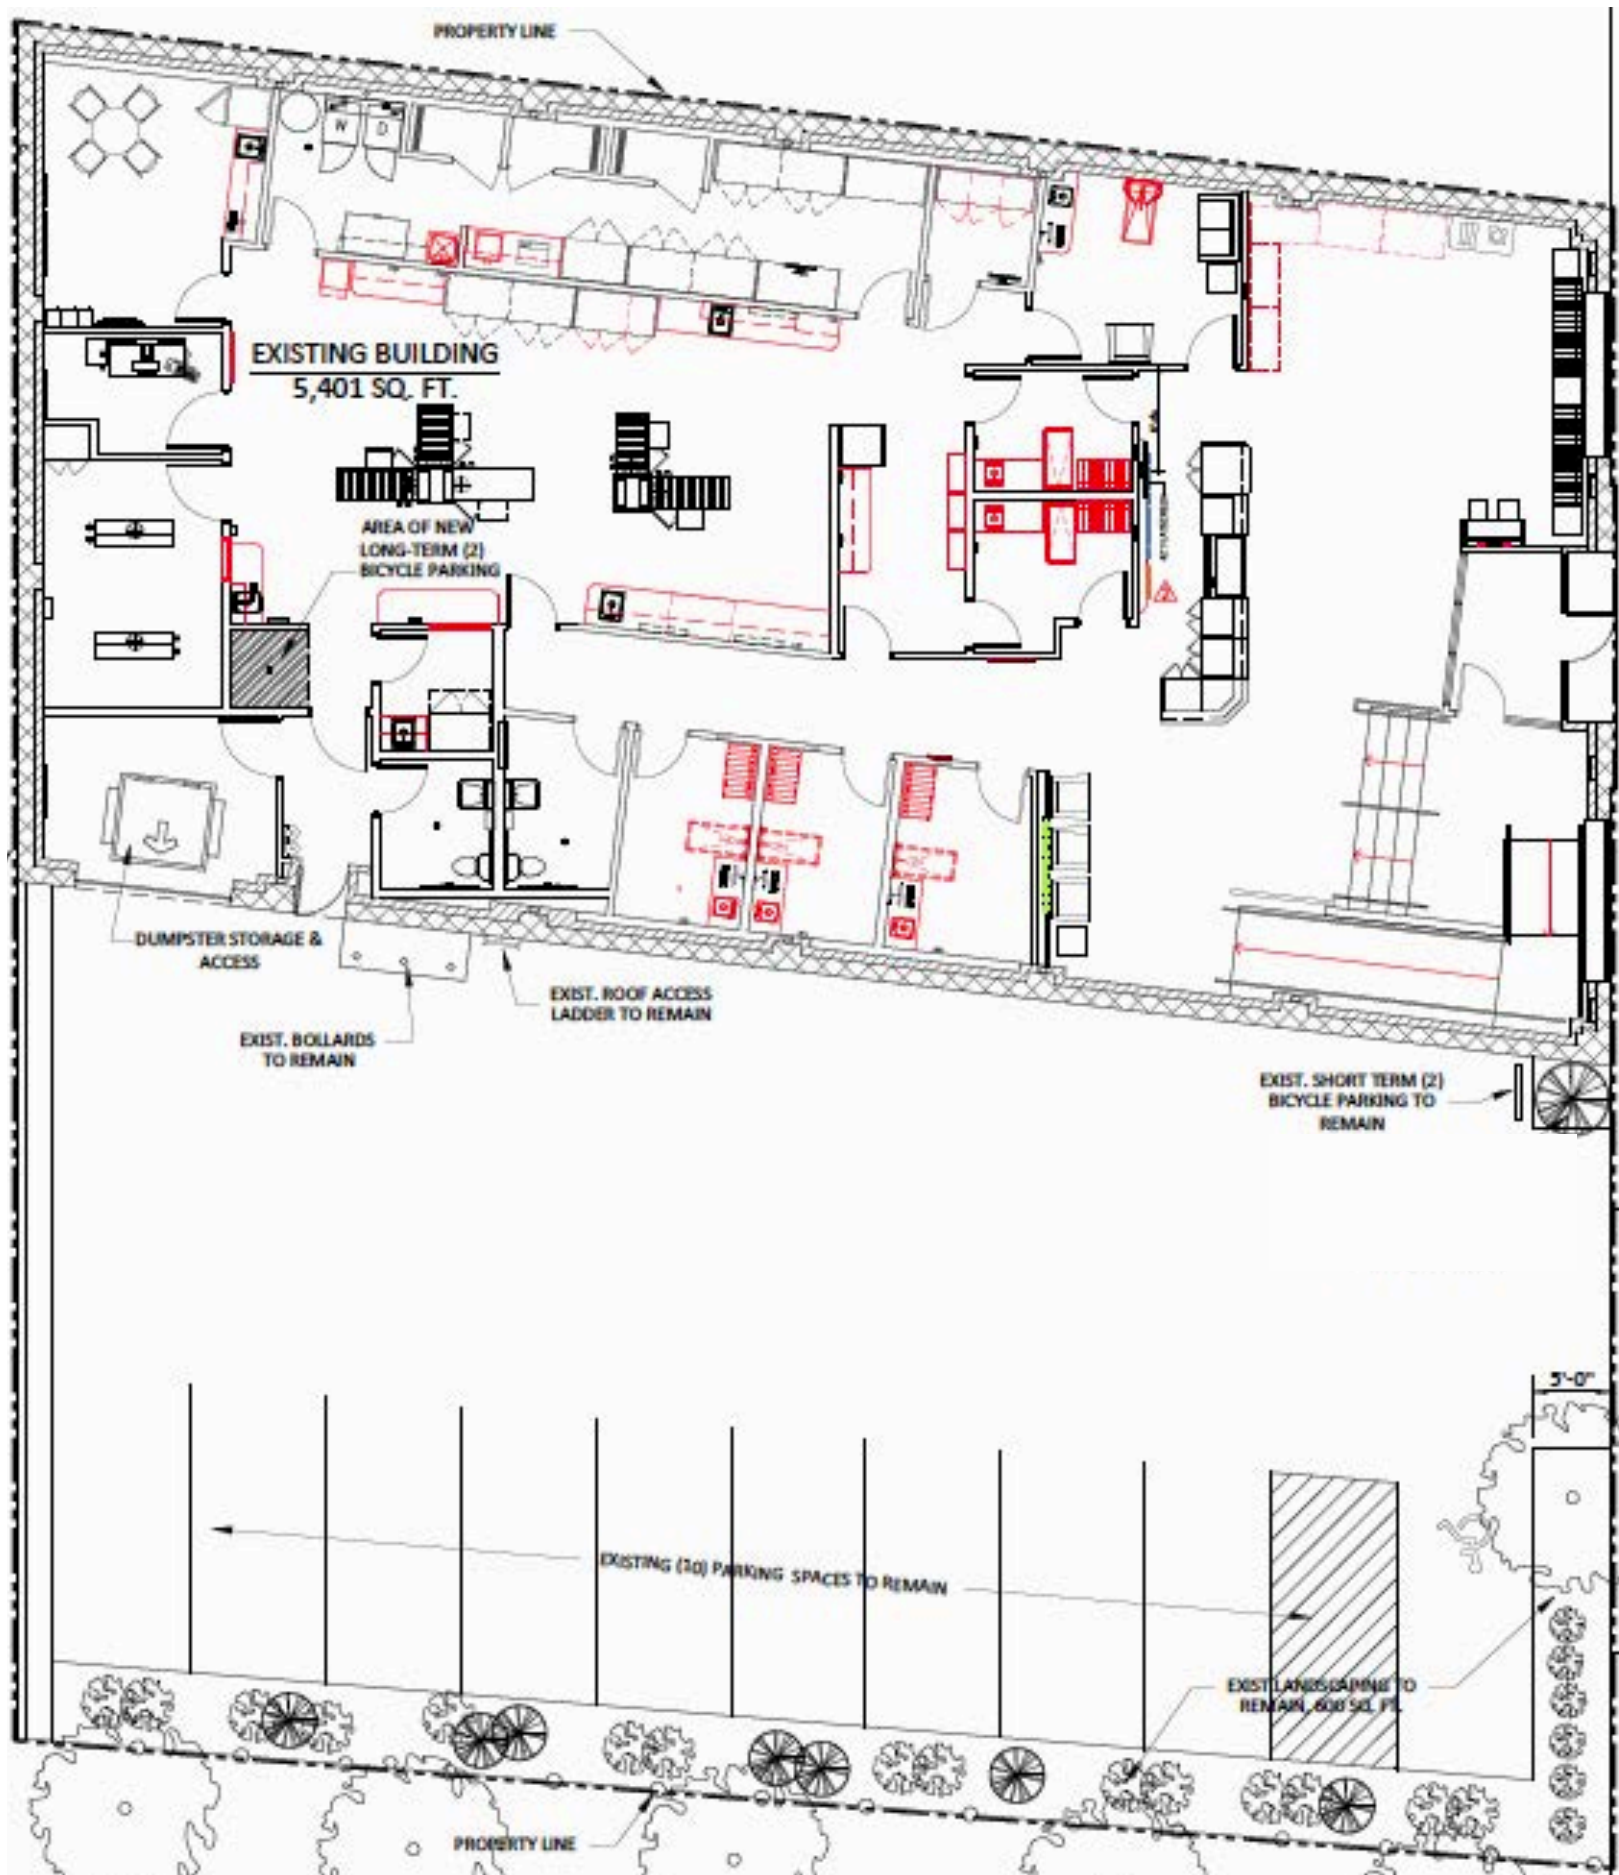 PROPERTY LINE
W
D
EXISTING BUILDING
5,401 SQ. FT.
AREA OF NEW
LONG-TERM (2)
BICYCLE PARKING
2
DUMPSTER STORAGE &
ACCESS
EXIST. ROOF ACCESS
LADDER TO REMAIN
EXIST. BOLLARDS
TO REMAIN
EXIST. SHORT TERM (2)
BICYCLE PARKING TO
REMAIN
5'-0"
EXISTING (10) PARKING SPACES TO REMAIN
EXIST LANDSCAPING TO
REMAIN, 600 SQ. FT.
PROPERTY LINE